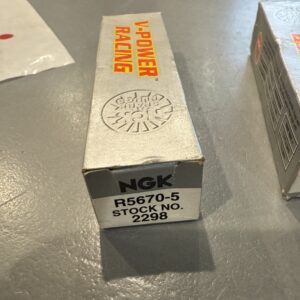 V-POWER
RACING
NGK
R5670-5
STOCK NO.
2298